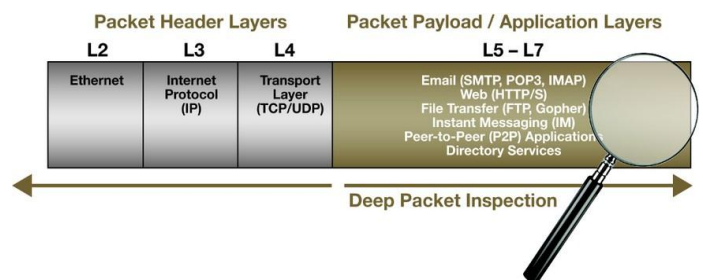 Packet Header Layers
Packet Payload / Application Layers
L2
L3
L4
L5 – L7
Ethernet
Internet
Protocol
(IP)
Transport
Layer
(TCP/UDP)
Email (SMTP, POP3, IMAP)
Web (HTTP/S)
File Transfer (FTP, Gopher)
Instant Messaging (IM)
Peer-to-Peer (P2P) Applications
Directory Services
Deep Packet Inspection